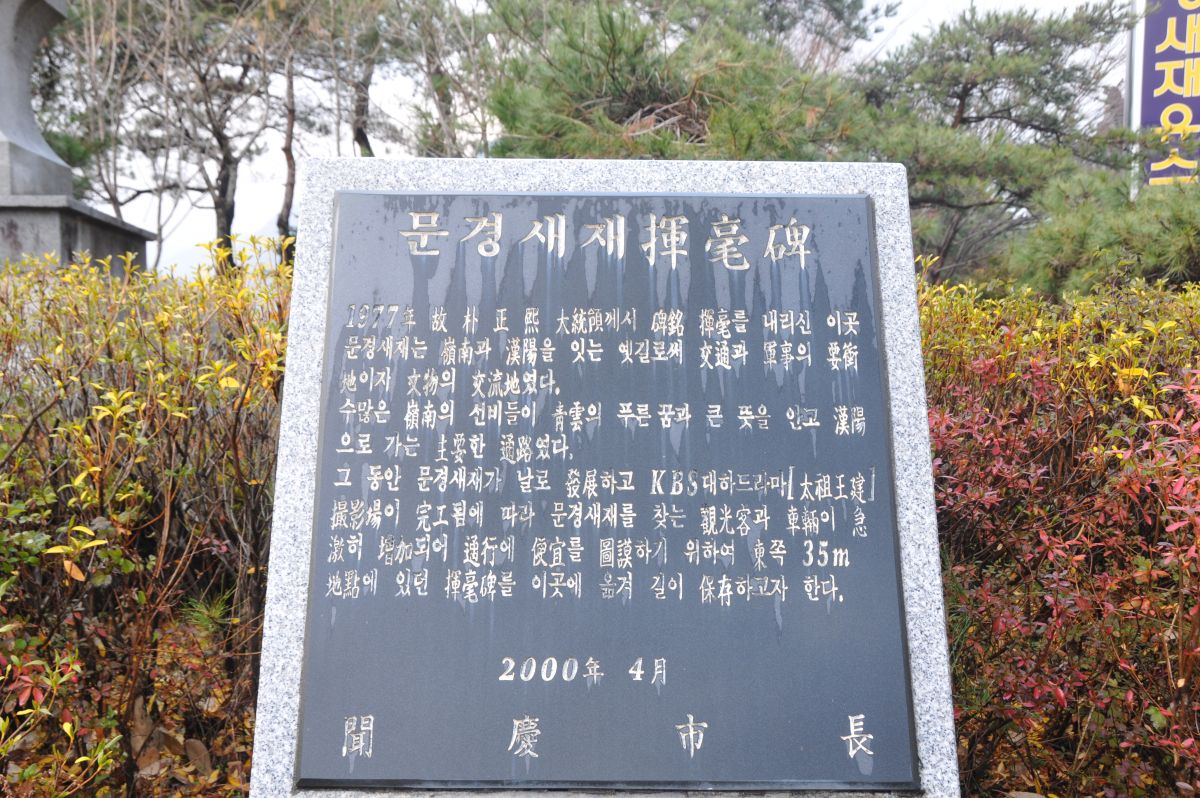 문경새재揮毫碑
1977年 故 朴 正 熙 大統領께서 碑銘 揮毫를 내리신 이곳
문경새재는 嶺南과 漢陽을 잇는 옛길로써 交通과 軍事의 要衝
地이자 文物의 交流地였다.
수많은 嶺南의 선비들이 靑雲의 푸른꿈과 큰 뜻을 안고 漢陽
으로 가는 主要한 通路였다.
그 동안 문경새재가 날로 發展하고 KBS대하드라마[太祖王建]
撮影場이 完工됨에 따라 문경새재를 찾는 觀光客과 車輛이 急
激히 增加되어 通行에 便宜를 圖謨하기 위하여 東쪽 35m
地點에 있던 揮毫碑를 이곳에 옮겨 길이 保存하고자 한다.
2000年 4月
聞 慶 市 長
새재유스